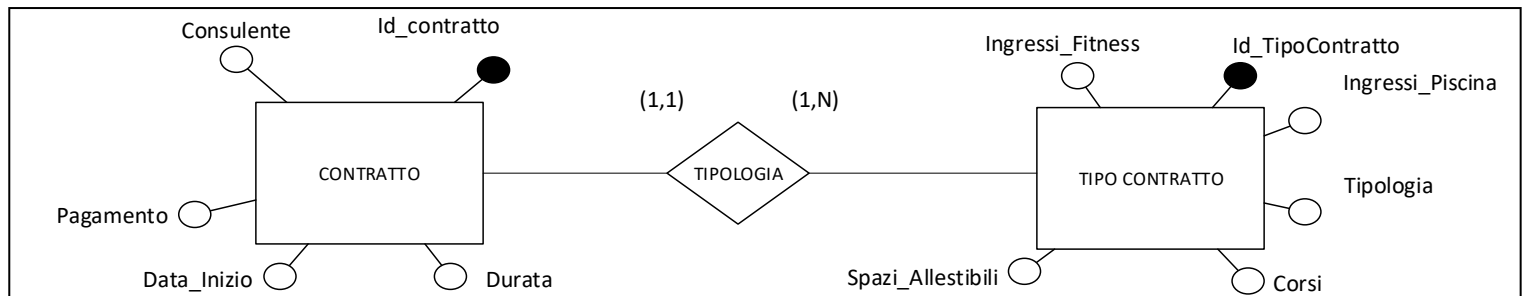 Consulente
Id_contratto
Ingressi_Fitness
Id_TipoContratto
Ingressi_Piscina
(1,1)
(1,N)
CONTRATTO
TIPOLOGIA
TIPO CONTRATTO
Tipologia
Pagamento
Data_Inizio
Durata
Spazi_Allestibili
Corsi